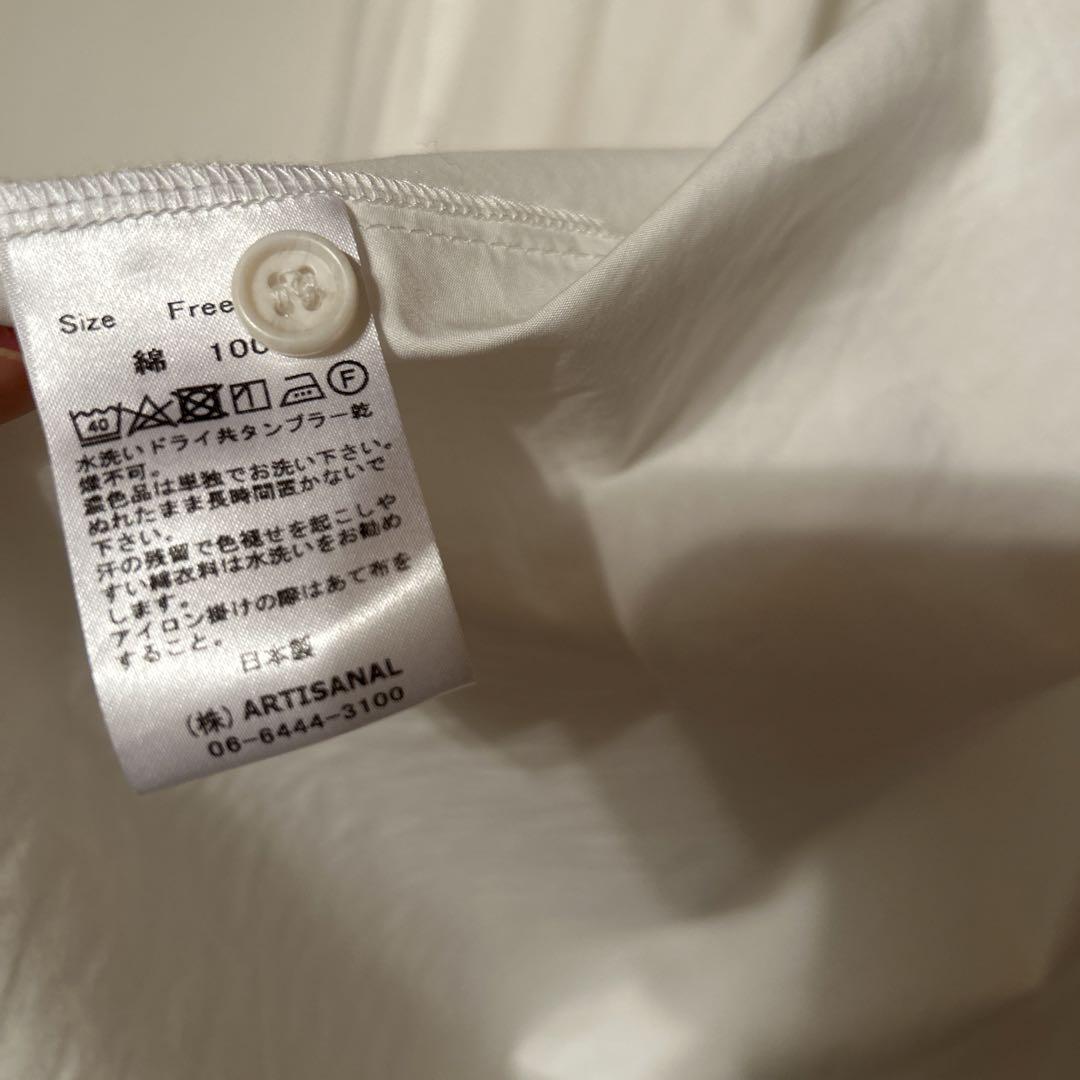 Size Free
綿 100
40 F
水洗いドライ共タンブラー乾
燥不可。
濃色品は単独でお洗い下さい。
ぬれたまま長時間置かないで
下さい。
汗の残留で色褪せを起こしや
すい綿衣料は水洗いをお勧め
します。
アイロン掛けの際はあて布を
すること。
日本製
(株) ARTISANAL
06-6444-3100